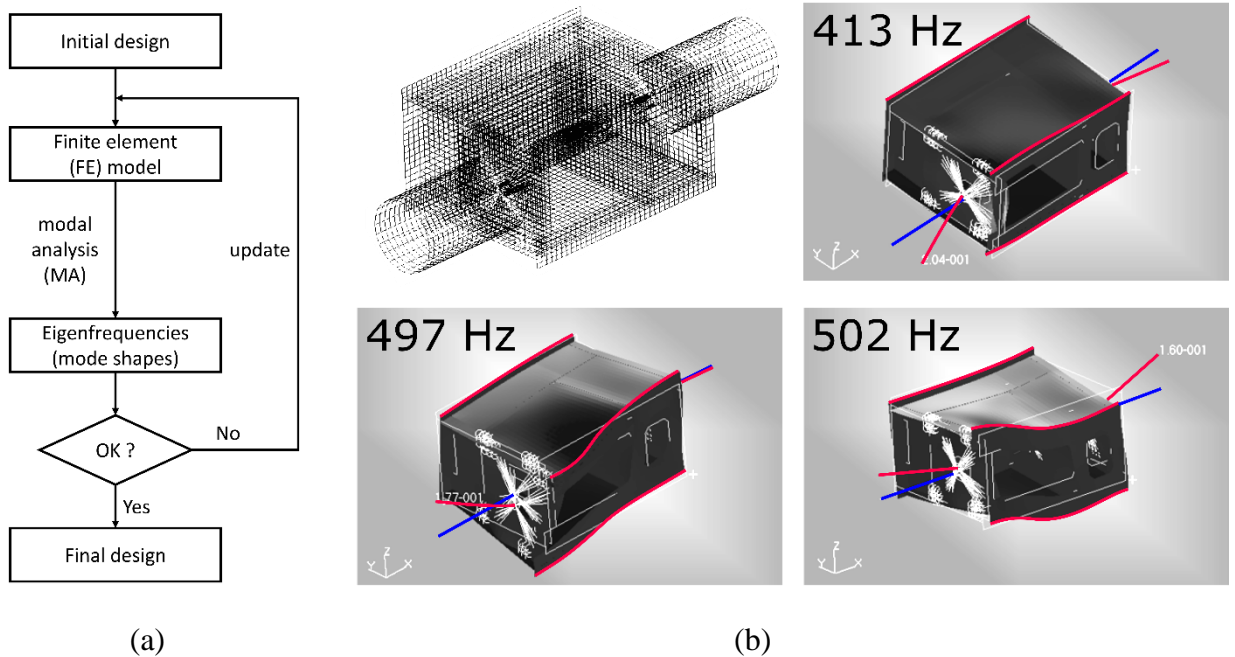 Initial design
Finite element
(FE) model
modal
analysis
(MA)
update
Eigenfrequencies
(mode shapes)
OK ?
No
Yes
Final design
(a)
413 Hz
2.04-001
Y Z X
497 Hz
1.77-001
Y Z X
502 Hz
1.60-001
Y Z X
(b)